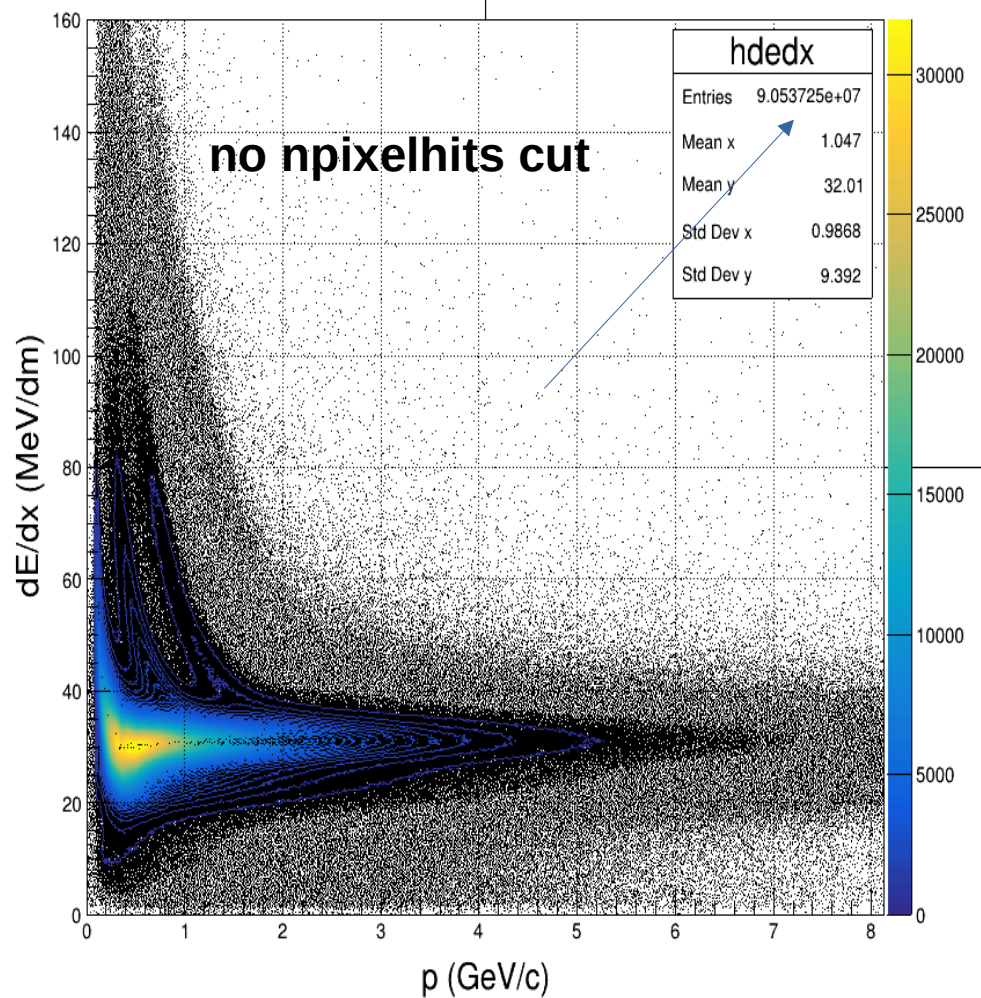 160
140
120
100
80
60
40
20
0
dE/dx (MeV/dm)
no npixelhits cut
hdedx
Entries 9.053725e+07
Mean x 1.047
Mean y 32.01
Std Dev x 0.9868
Std Dev y 9.392
30000
25000
20000
15000
10000
5000
0
0 1 2 3 4 5 6 7 8
p (GeV/c)